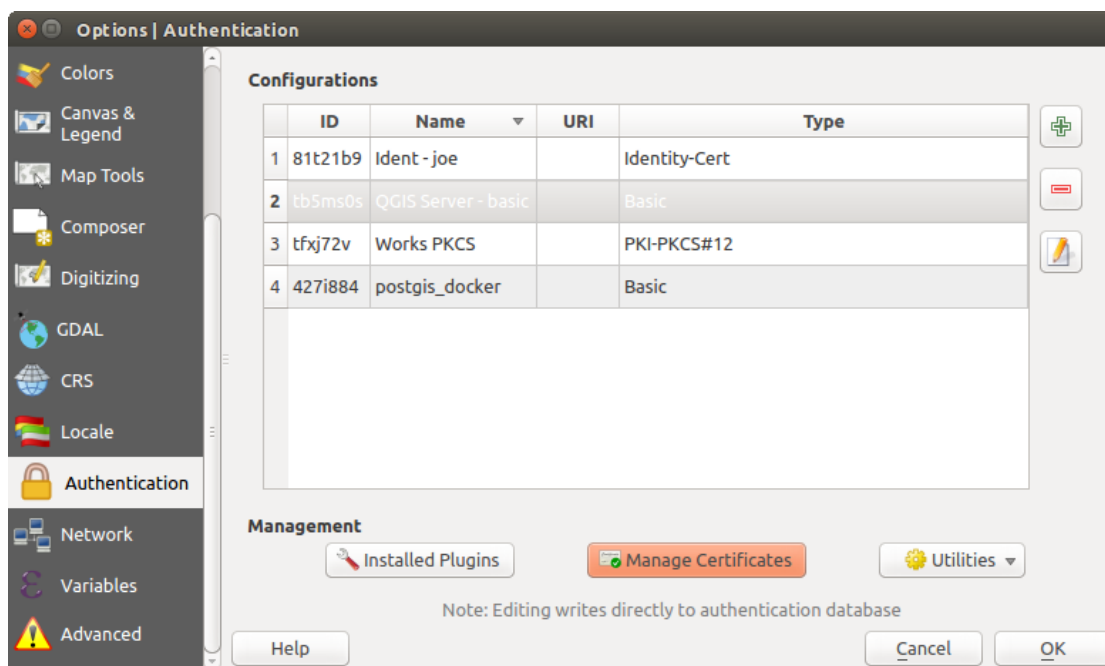 Options | Authentication
Colors
Canvas &
Legend
Map Tools
Composer
Digitizing
GDAL
CRS
Locale
Authentication
Network
Variables
Advanced
Configurations
ID Name URI Type
1 81t21b9 Ident - joe Identity-Cert
2 tb5ms0s QGIS Server - basic Basic
3 tfxj72v Works PKCS PKI-PKCS#12
4 427i884 postgis_docker Basic
Management
Installed Plugins Manage Certificates Utilities
Note: Editing writes directly to authentication database
Help Cancel OK